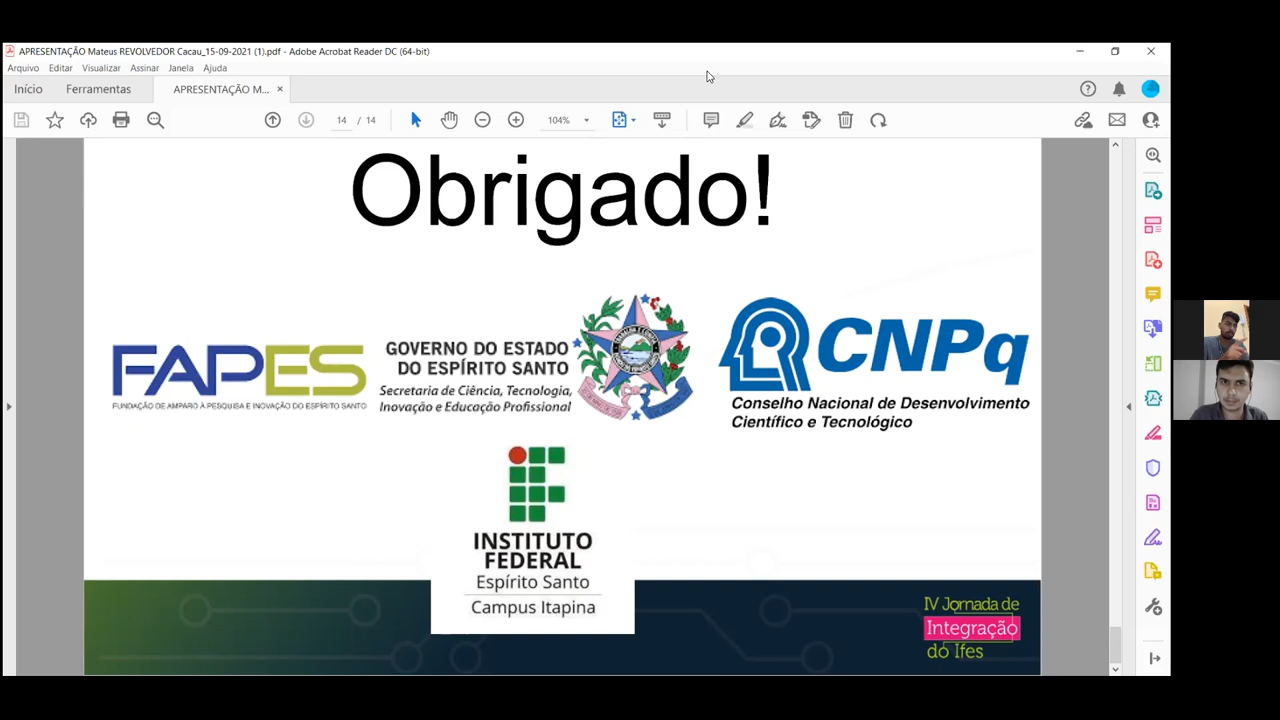 APRESENTAÇÃO Mateus REVOLVEDOR Cacau_15-09-2021 (1).pdf - Adobe Acrobat Reader DC (64-bit)
Arquivo Editar Visualizar Assinar Janela Ajuda
Início Ferramentas APRESENTAÇÃO M...
14 / 14 104%
Obrigado!
FAPES
FUNDAÇÃO DE AMPARO À PESQUISA E INOVAÇÃO DO ESPÍRITO SANTO
GOVERNO DO ESTADO
DO ESPÍRITO SANTO
Secretaria de Ciência, Tecnologia,
Inovação e Educação Profissional
CNPq
Conselho Nacional de Desenvolvimento
Científico e Tecnológico
INSTITUTO
FEDERAL
Espírito Santo
Campus Itapina
IV Jornada de
Integração
do Ifes